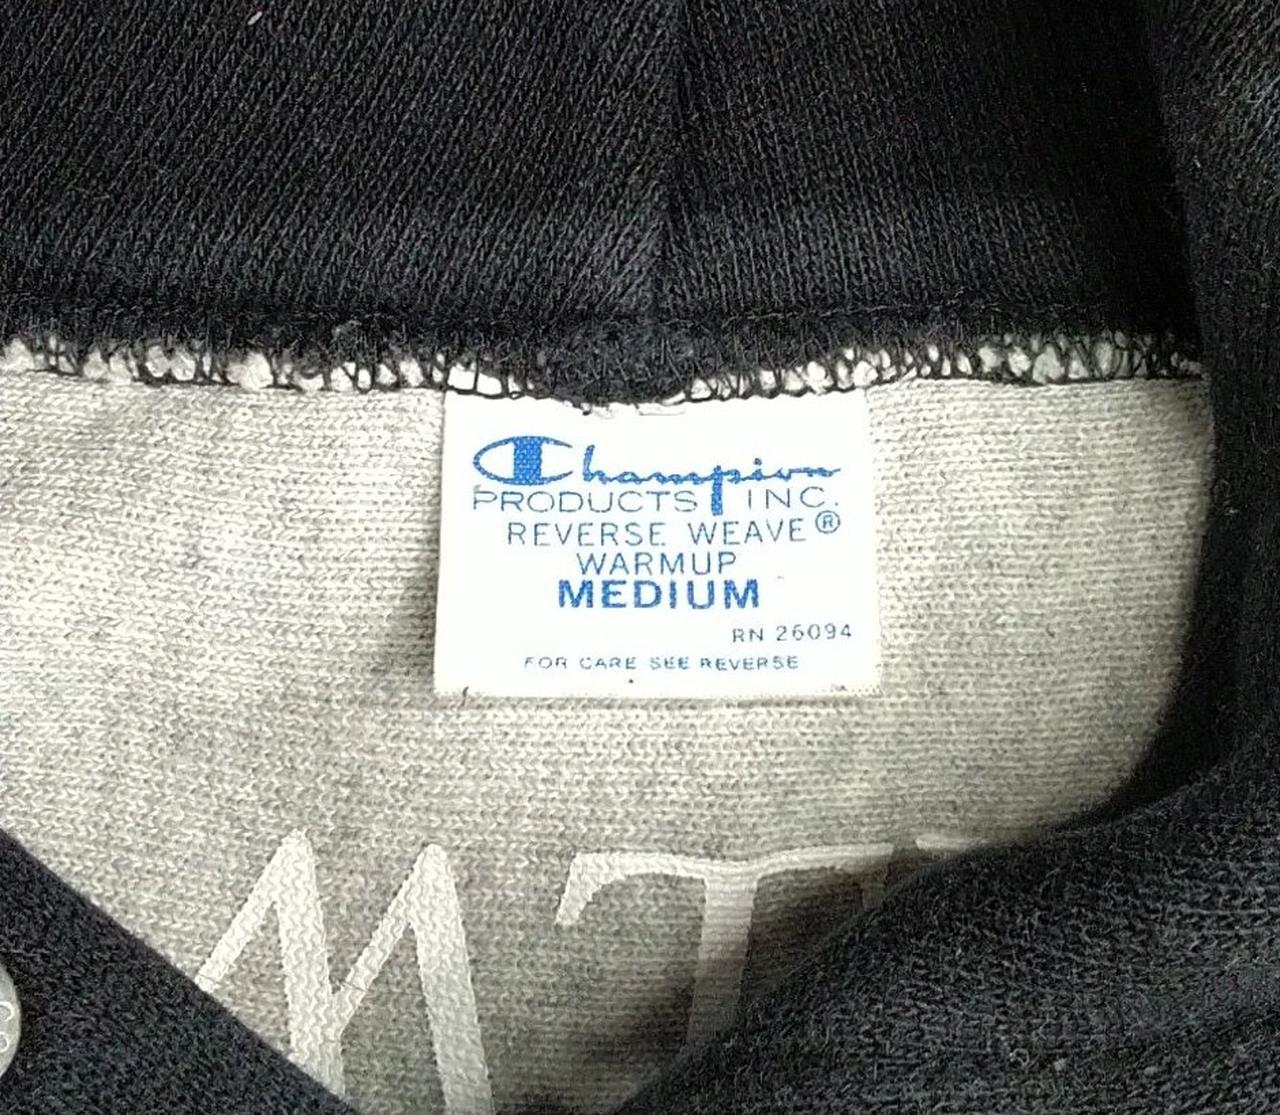 Champion
PRODUCTS INC.
REVERSE WEAVE®
WARMUP
MEDIUM
RN 26094
FOR CARE SEE REVERSE